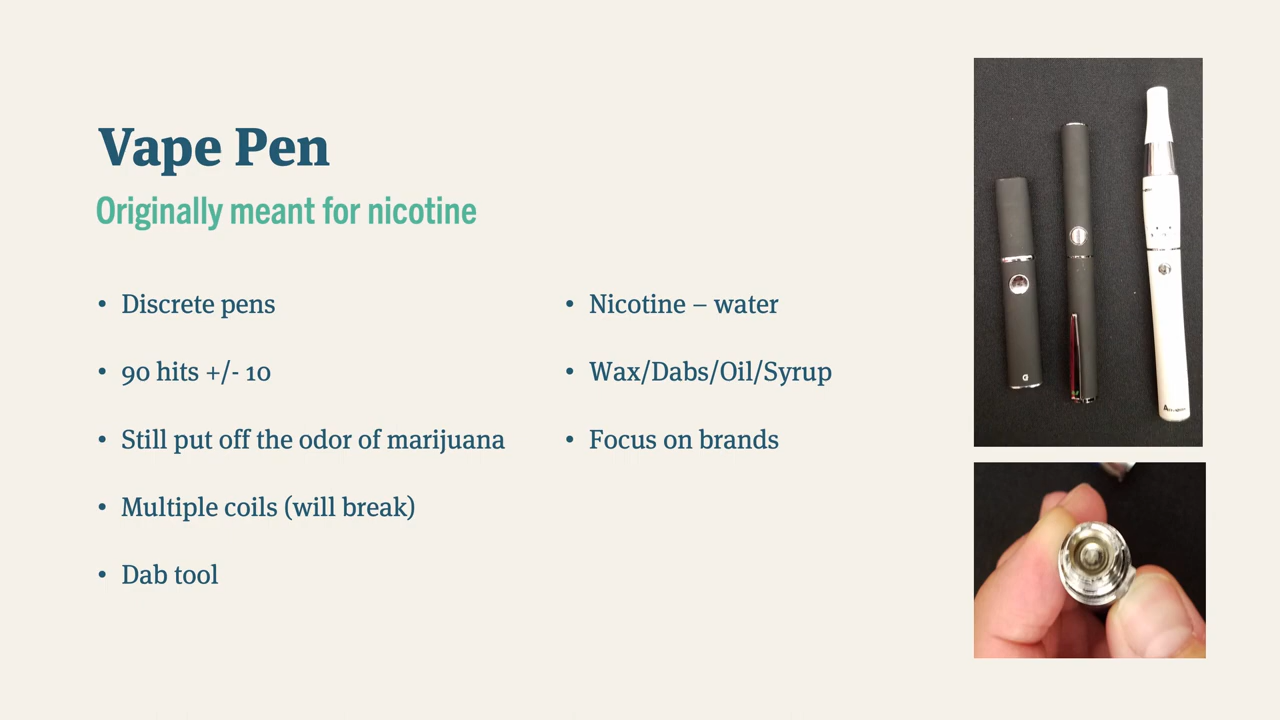 Vape Pen
Originally meant for nicotine
• Discrete pens
• 90 hits +/- 10
• Still put off the odor of marijuana
• Multiple coils (will break)
• Dab tool
• Nicotine – water
• Wax/Dabs/Oil/Syrup
• Focus on brands